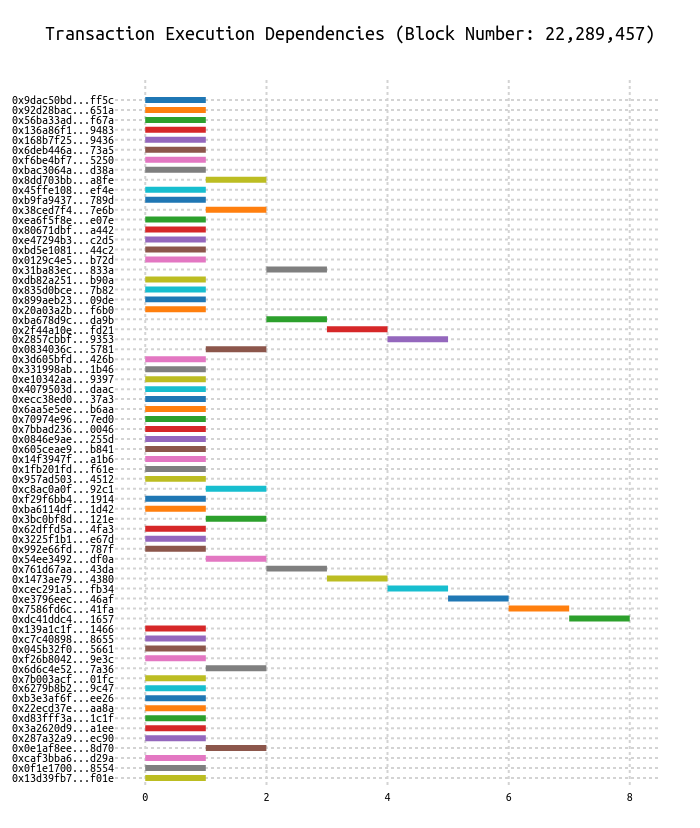 Transaction Execution Dependencies (Block Number: 22,289,457)
0x9dac50bd...ff5c
0x92d28bac...651a
0x56ba33ad...f67a
0x136a86f1...9483
0x168b7f25...9436
0x6deb446a...73a5
0xf6be4bf7...5250
0xbac3064a...d38a
0x8dd703bb...a8fe
0x45ffe108...ef4e
0xb9fa9437...789d
0x38ced7f4...7e6b
0xea6f5f8e...e07e
0x80671dbf...a442
0xe47294b3...c2d5
0xbd5e1081...44c2
0x0129c4e5...b72d
0x31ba83ec...833a
0xdb82a251...b90a
0x835d0bce...7b82
0x899aeb23...09de
0x20a03a2b...f6b0
0xba678d9c...da9b
0x2f44a10e...fd21
0x2857cbbf...9353
0x0834036c...5781
0x3d605bfd...426b
0x331998ab...1b46
0xe10342aa...9397
0x4079503d...daac
0xecc38ed0...37a3
0x6aa5e5ee...b6aa
0x70974e96...7ed0
0x7bbad236...0046
0x0846e9ae...255d
0x605ceae9...b841
0x14f3947f...a1b6
0x1fb201fd...f61e
0x957ad503...4512
0xc8ac0a0f...92c1
0xf29f6bb4...1914
0xba6114df...1d42
0x3bc0bf8d...121e
0x62dffd5a...4fa3
0x3225f1b1...e67d
0x992e66fd...787f
0x54ee3492...df0a
0x761d67aa...43da
0x1473ae79...4380
0xcec291a5...fb34
0xe3796eec...46af
0x7586fd6c...41fa
0xdc41ddc4...1657
0x139a1c1f...1466
0xc7c40898...8655
0x045b32f0...5661
0xf26b8042...9e3c
0x6d6c4e52...7a36
0x7b003acf...01fc
0x6279b8b2...9c47
0xb3e3af6f...ee26
0x22ecd37e...aa8a
0xd83fff3a...1c1f
0x3a2620d9...a1ee
0x287a32a9...ec90
0x0e1af8ee...8d70
0xcaf3bba6...d29a
0x0f1e1700...8554
0x13d39fb7...f01e
0 2 4 6 8